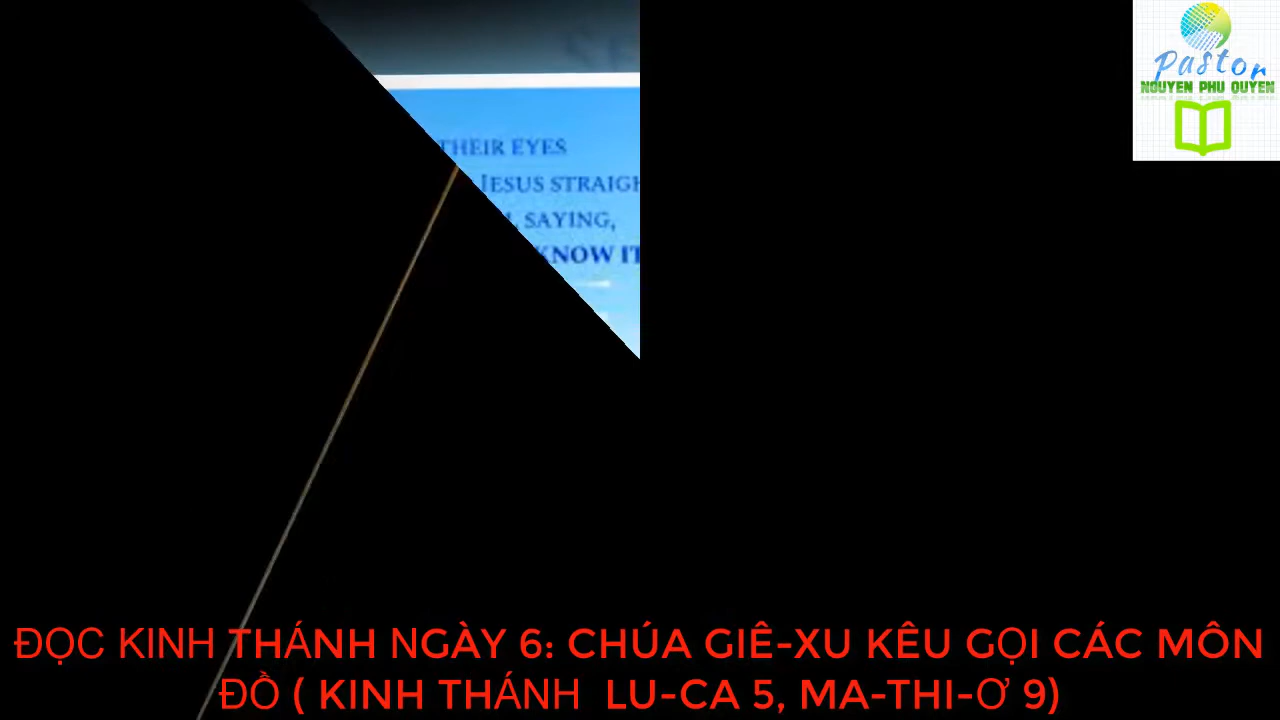 Pastor
NGUYEN PHU QUYEN
THEIR EYES
JESUS STRAIGH
SAYING,
KNOW IT
ĐỌC KINH THÁNH NGÀY 6: CHÚA GIÊ-XU KÊU GỌI CÁC MÔN
ĐỒ ( KINH THÁNH LU-CA 5, MA-THI-Ơ 9)